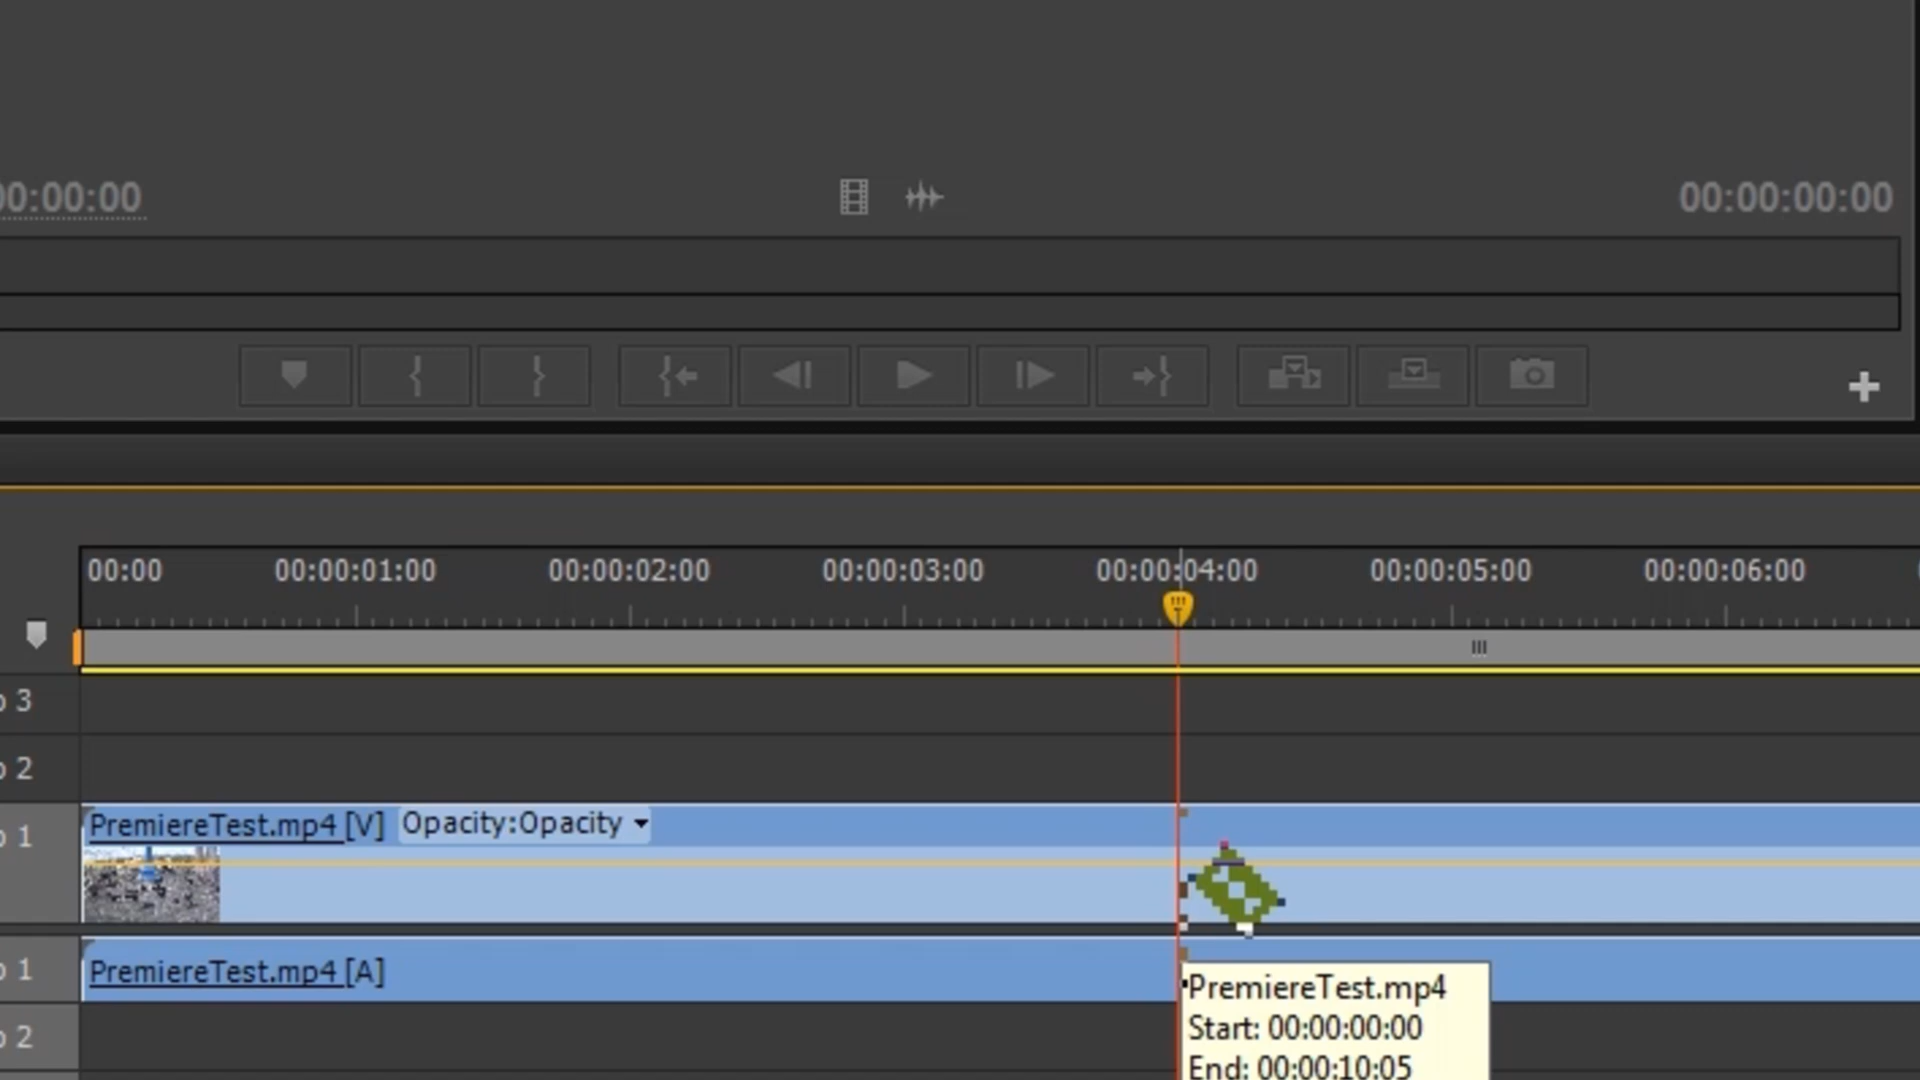 00:00:00 00:00:00:00
00:00 00:00:01:00 00:00:02:00 00:00:03:00 00:00:04:00 00:00:05:00 00:00:06:00
o 3
o 2
o 1 PremiereTest.mp4 [V] Opacity:Opacity
o 1 PremiereTest.mp4 [A]
PremiereTest.mp4
Start: 00:00:00:00
o 2
End: 00:00:10:05